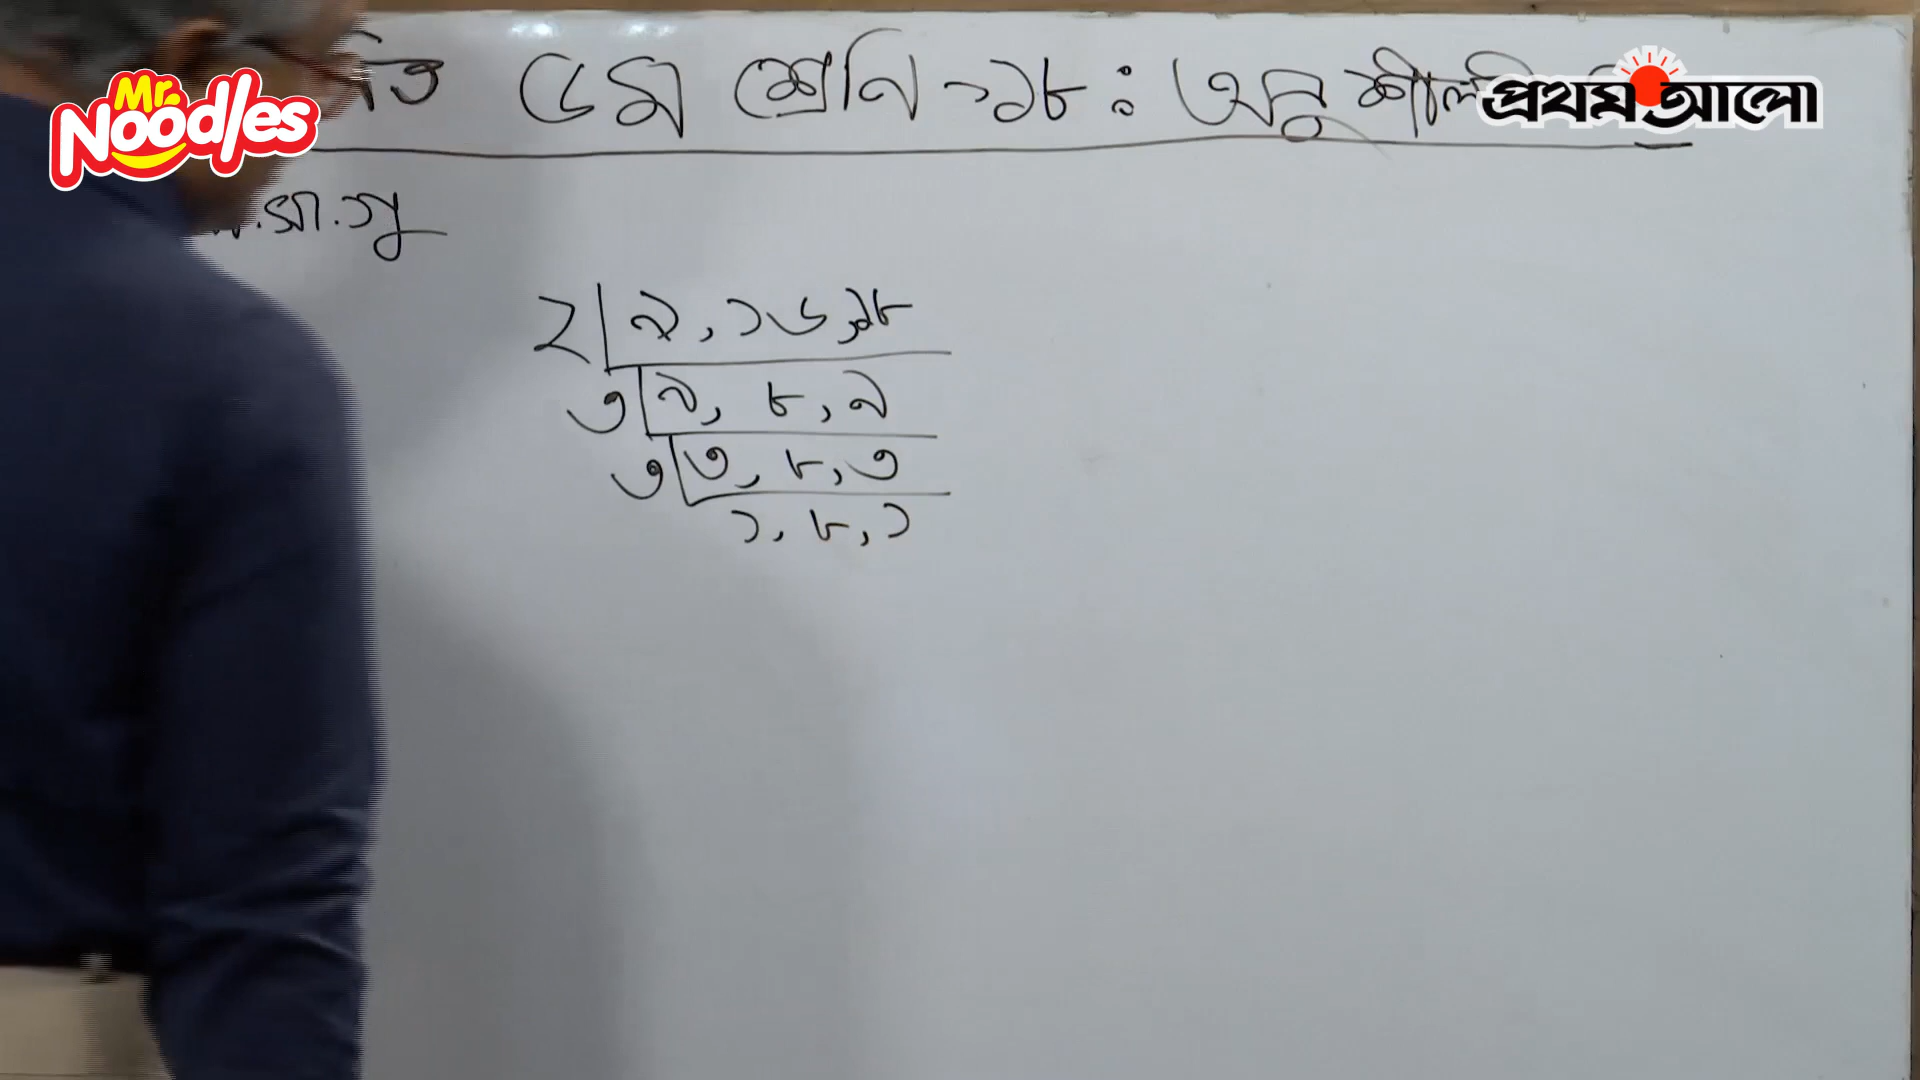 Mr. Noodles
৫ম শ্রেণি -১৮ : অনুশীল
প্রথম আলো
.সা.গু
২ | ৯, ১৬, ১৮
৩ | ৯, ৮, ৯
৩ | ৩, ৮, ৩
১, ৮, ১